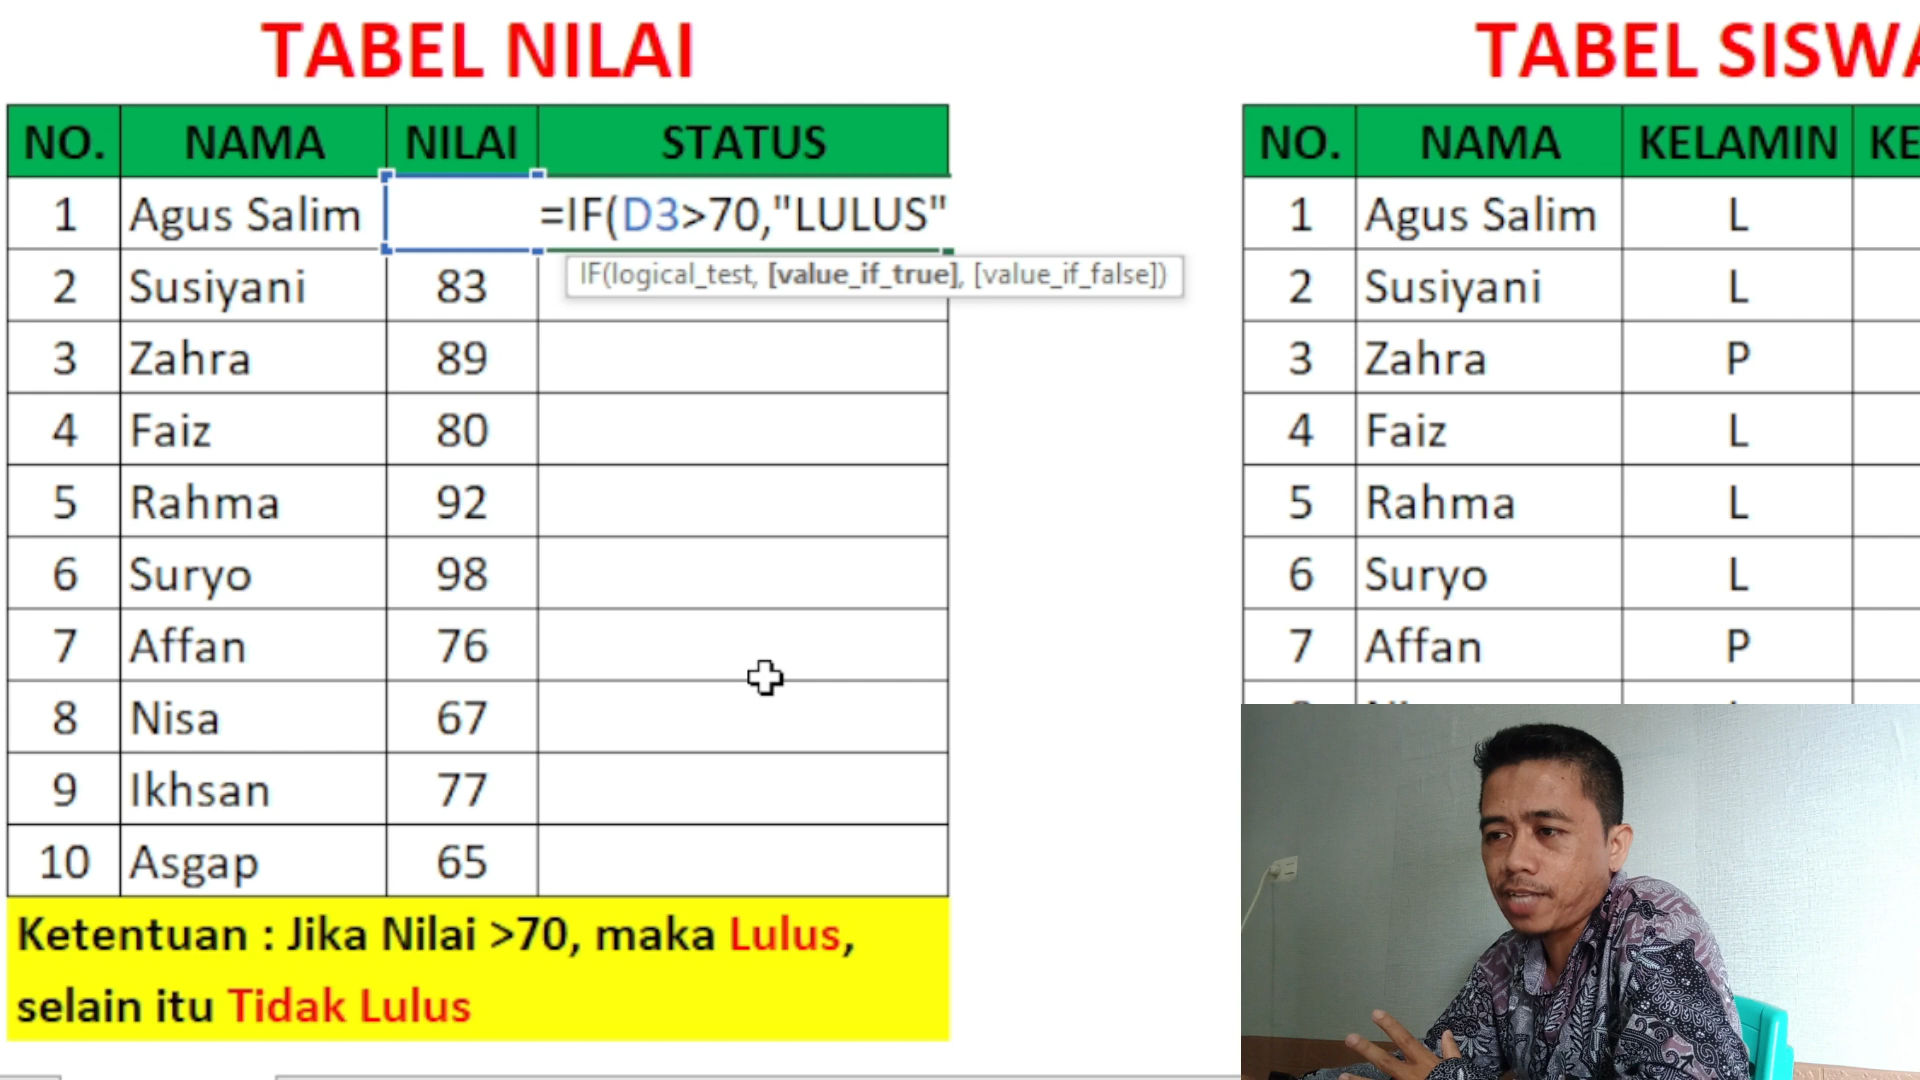 TABEL NILAI
NO. NAMA NILAI STATUS
1 Agus Salim =IF(D3>70,"LULUS"
IF(logical_test, [value_if_true], [value_if_false])
2 Susiyani 83
3 Zahra 89
4 Faiz 80
5 Rahma 92
6 Suryo 98
7 Affan 76
8 Nisa 67
9 Ikhsan 77
10 Asgap 65
Ketentuan : Jika Nilai >70, maka Lulus,
selain itu Tidak Lulus
TABEL SISWA
NO. NAMA KELAMIN KE
1 Agus Salim L
2 Susiyani L
3 Zahra P
4 Faiz L
5 Rahma L
6 Suryo L
7 Affan P